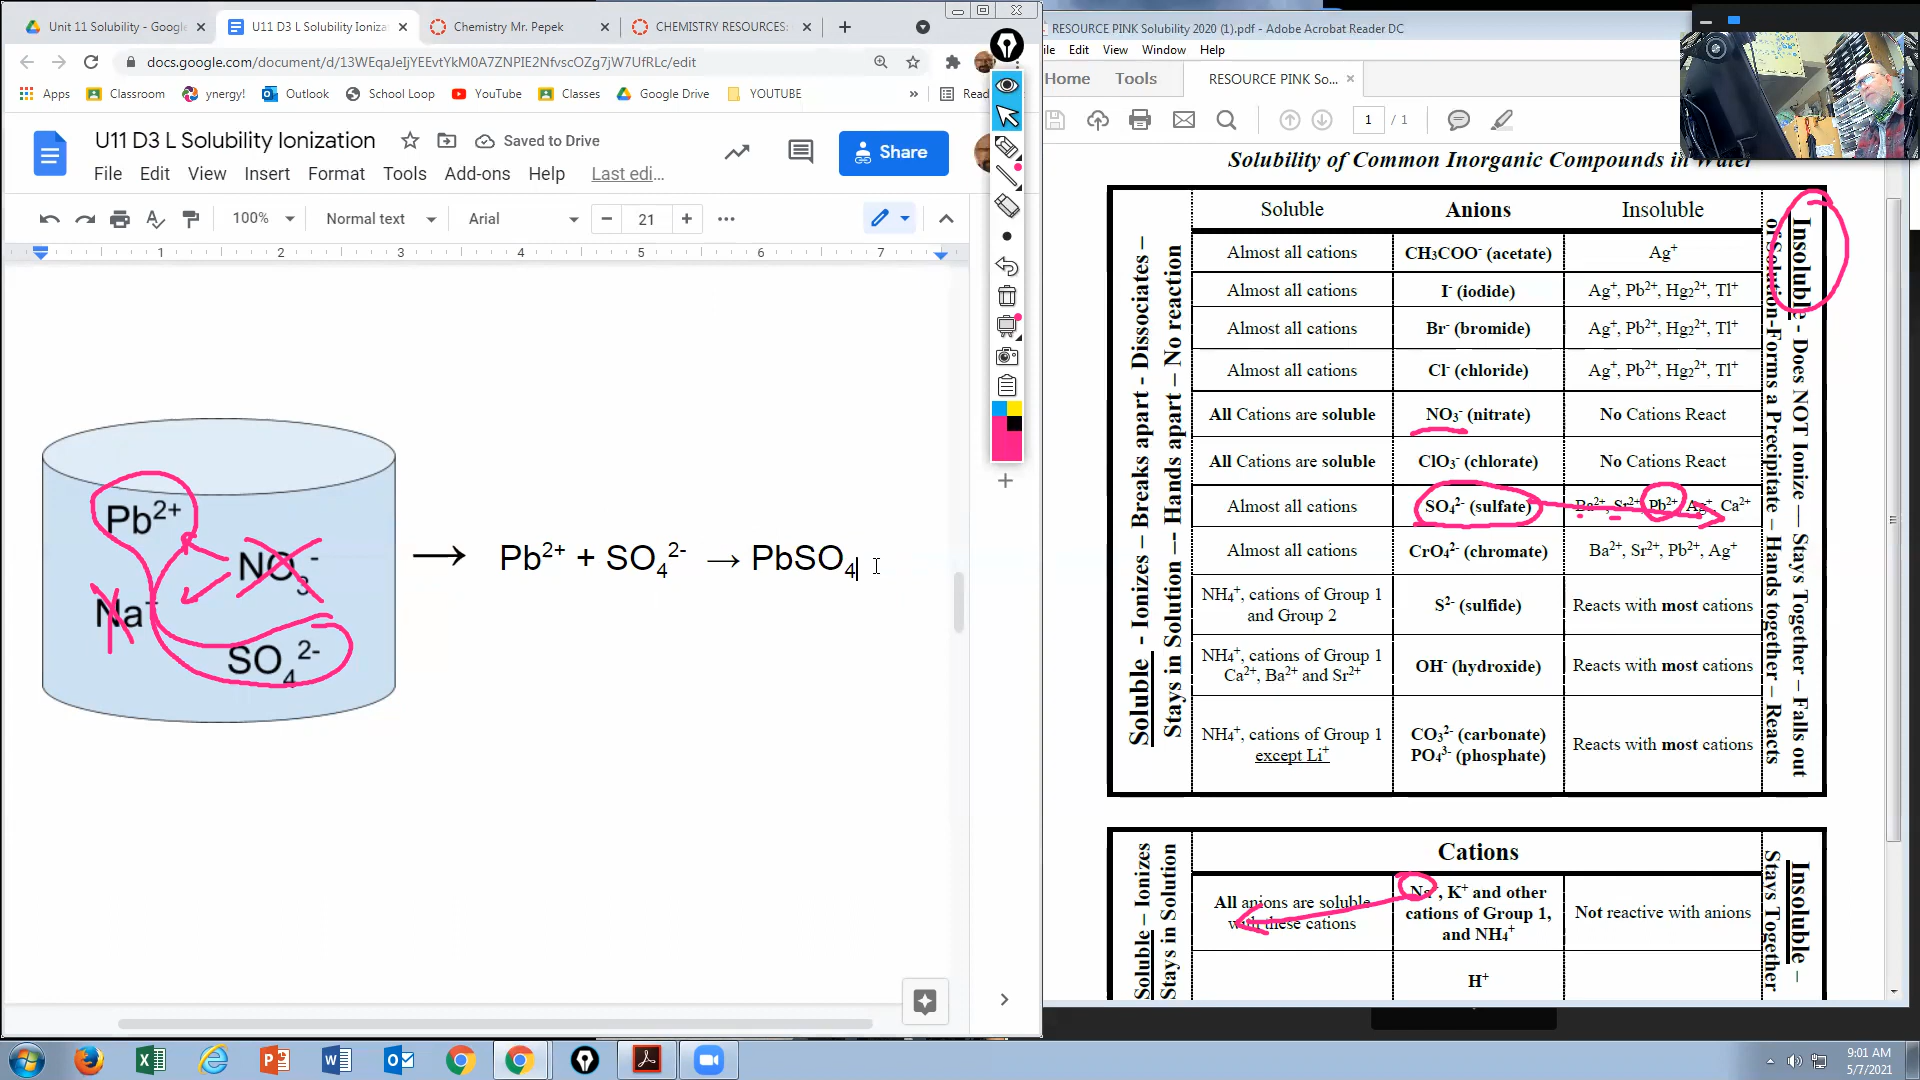 Unit 11 Solubility - Google
U11 D3 L Solubility Ionizati
Chemistry Mr. Pepek
CHEMISTRY RESOURCES:
docs.google.com/document/d/13WEqaJeIjYEEvtYkM0A7ZNPIE2NfvscOZg7jW7UfRLc/edit
Apps
Classroom
ynergy!
Outlook
School Loop
YouTube
Classes
Google Drive
YOUTUBE
»
Read
U11 D3 L Solubility Ionization
Saved to Drive
Share
File Edit View Insert Format Tools Add-ons Help Last edi...
100% Normal text Arial − 21 + ...
1 2 3 4 5 6 7
Pb²⁺
NO₃⁻
Na⁺
SO₄²⁻
→ Pb²⁺ + SO₄²⁻ → PbSO₄
RESOURCE PINK Solubility 2020 (1).pdf - Adobe Acrobat Reader DC
ile Edit View Window Help
Home Tools RESOURCE PINK So... ×
1 / 1
Solubility of Common Inorganic Compounds in Water
Soluble - Ionizes – Breaks apart - Dissociates –
Stays in Solution –- Hands apart – No reaction
Soluble Anions Insoluble
Almost all cations CH₃COO⁻ (acetate) Ag⁺
Almost all cations I⁻ (iodide) Ag⁺, Pb²⁺, Hg₂²⁺, Tl⁺
Almost all cations Br⁻ (bromide) Ag⁺, Pb²⁺, Hg₂²⁺, Tl⁺
Almost all cations Cl⁻ (chloride) Ag⁺, Pb²⁺, Hg₂²⁺, Tl⁺
All Cations are soluble NO₃⁻ (nitrate) No Cations React
All Cations are soluble ClO₃⁻ (chlorate) No Cations React
Almost all cations SO₄²⁻ (sulfate) Ba²⁺, Sr²⁺, Pb²⁺, Ag⁺, Ca²⁺
Almost all cations CrO₄²⁻ (chromate) Ba²⁺, Sr²⁺, Pb²⁺, Ag⁺
NH₄⁺, cations of Group 1
and Group 2
S²⁻ (sulfide)
Reacts with most cations
NH₄⁺, cations of Group 1
Ca²⁺, Ba²⁺ and Sr²⁺
OH⁻ (hydroxide)
Reacts with most cations
NH₄⁺, cations of Group 1
except Li⁺
CO₃²⁻ (carbonate)
PO₄³⁻ (phosphate)
Reacts with most cations
Insoluble - Does NOT Ionize — Stays Together – Falls out
of Solution-Forms a Precipitate – Hands together – Reacts
Soluble – Ionizes
Stays in Solution
Cations
All anions are soluble
with these cations
Na⁺, K⁺ and other
cations of Group 1,
and NH₄⁺
Not reactive with anions
H⁺
Insoluble –
Stays Together
9:01 AM
5/7/2021